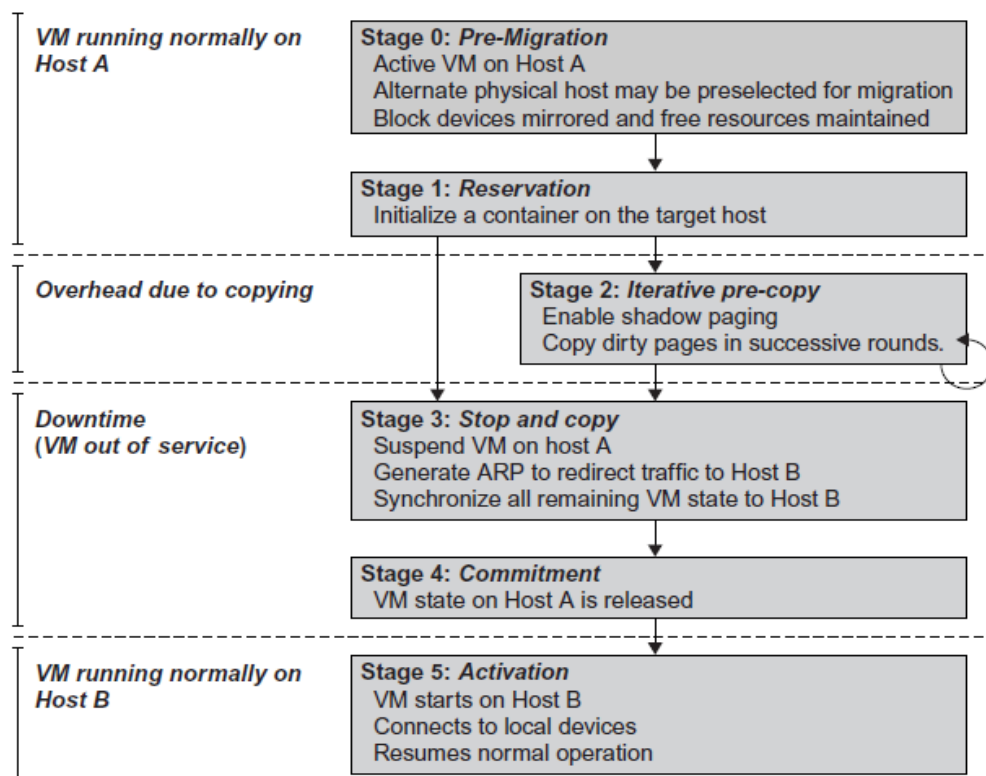 VM running normally on
Host A
Stage 0: Pre-Migration
Active VM on Host A
Alternate physical host may be preselected for migration
Block devices mirrored and free resources maintained
Stage 1: Reservation
Initialize a container on the target host
Overhead due to copying
Stage 2: Iterative pre-copy
Enable shadow paging
Copy dirty pages in successive rounds.
Downtime
(VM out of service)
Stage 3: Stop and copy
Suspend VM on host A
Generate ARP to redirect traffic to Host B
Synchronize all remaining VM state to Host B
Stage 4: Commitment
VM state on Host A is released
VM running normally on
Host B
Stage 5: Activation
VM starts on Host B
Connects to local devices
Resumes normal operation